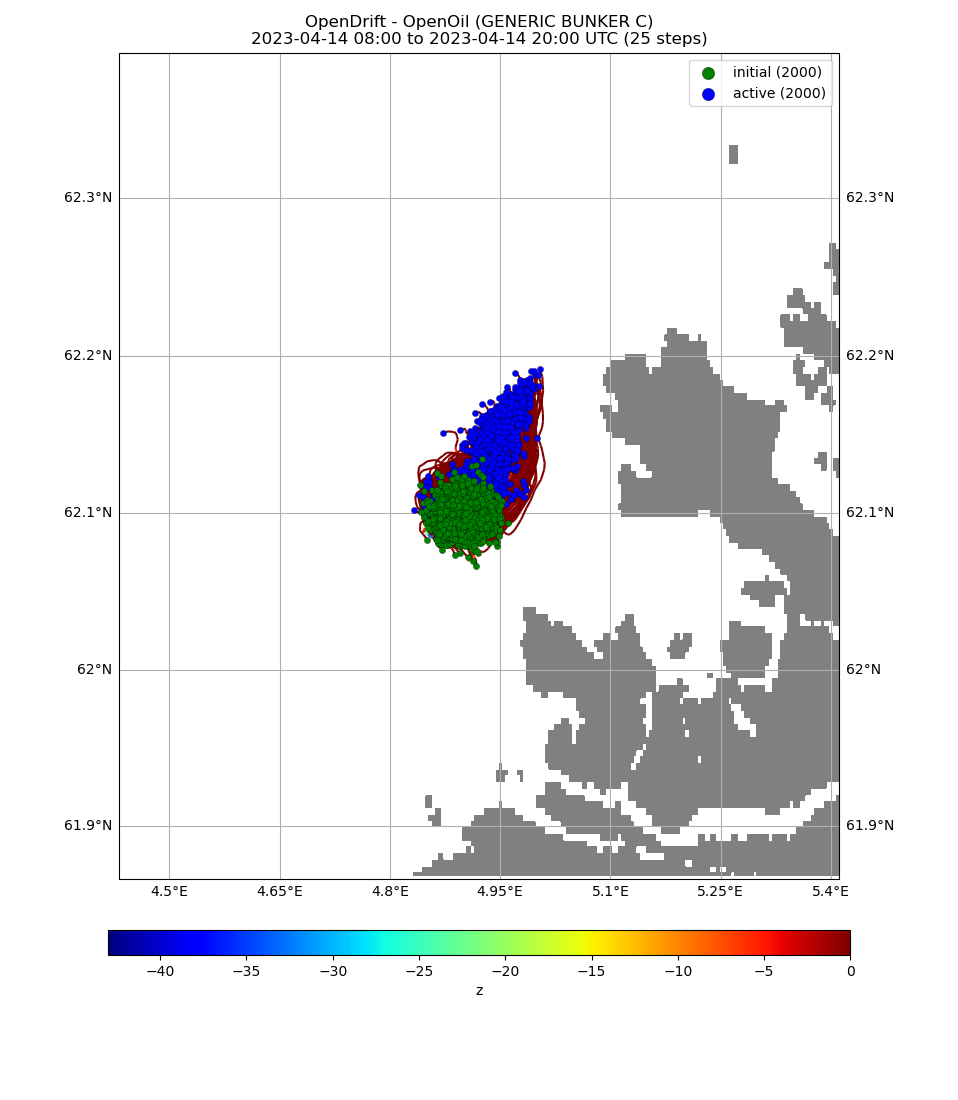 OpenDrift - OpenOil (GENERIC BUNKER C)
2023-04-14 08:00 to 2023-04-14 20:00 UTC (25 steps)
initial (2000)
active (2000)
62.3°N 62.3°N
62.2°N 62.2°N
62.1°N 62.1°N
62°N 62°N
61.9°N 61.9°N
4.5°E 4.65°E 4.8°E 4.95°E 5.1°E 5.25°E 5.4°E
−40 −35 −30 −25 −20 −15 −10 −5 0
z